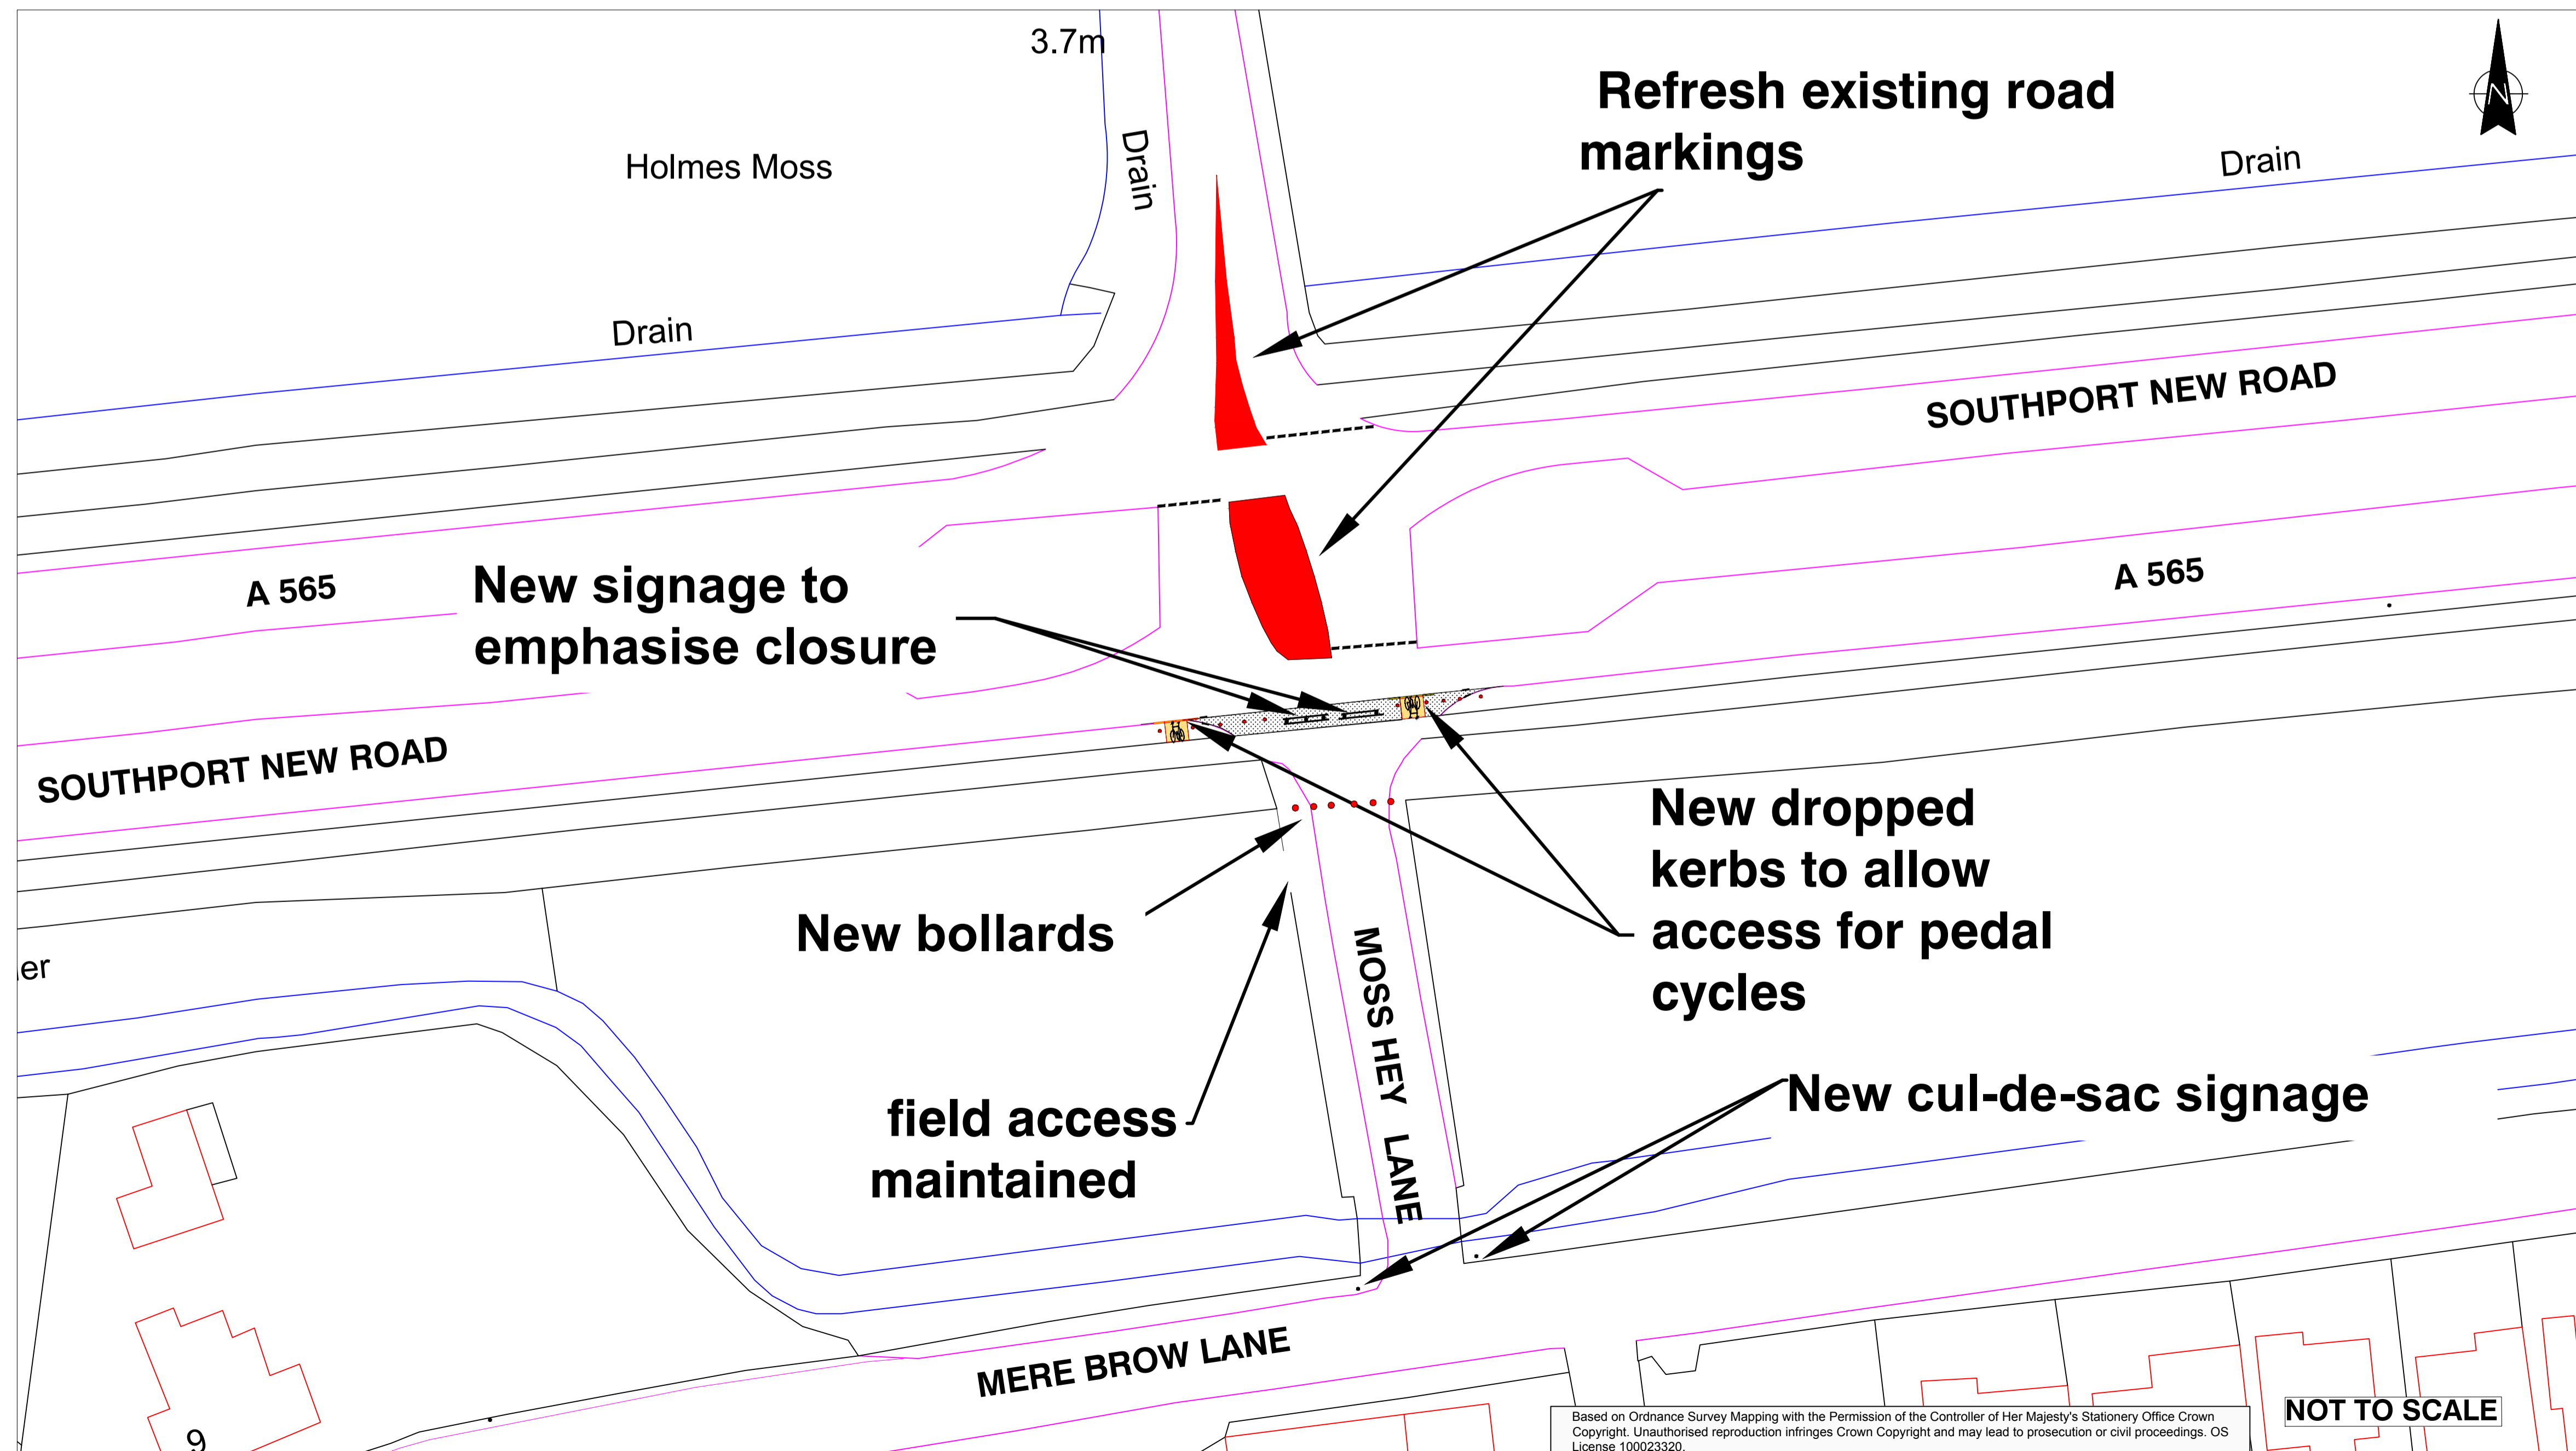 3.7m
Refresh existing road
markings
N
Drain
Holmes Moss
Drain
Drain
SOUTHPORT NEW ROAD
A 565
A 565
New signage to
emphasise closure
SOUTHPORT NEW ROAD
New dropped
kerbs to allow
access for pedal
cycles
New bollards
er
MOSS HEY LANE
field access
maintained
New cul-de-sac signage
MERE BROW LANE
9
NOT TO SCALE
Based on Ordnance Survey Mapping with the Permission of the Controller of Her Majesty's Stationery Office Crown
Copyright. Unauthorised reproduction infringes Crown Copyright and may lead to prosecution or civil proceedings. OS
License 100023320.